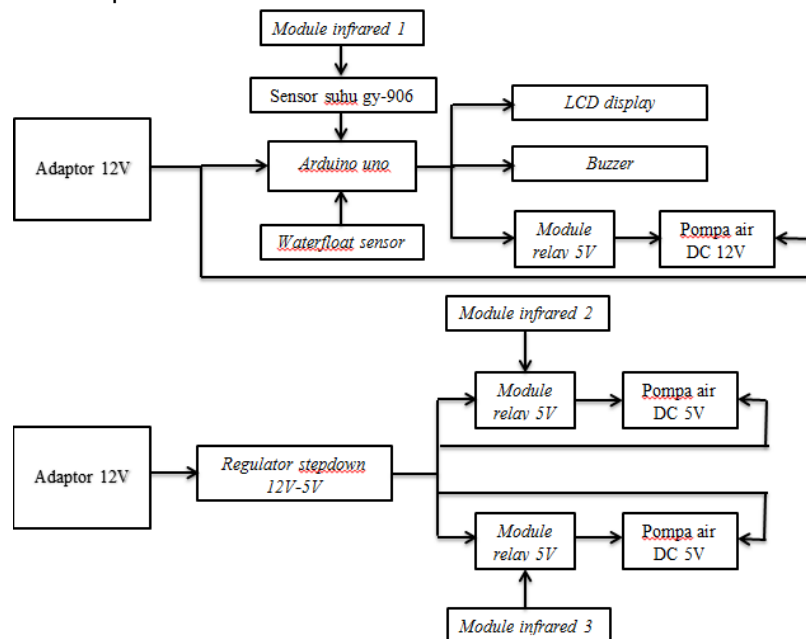 Module infrared 1
Sensor suhu gy-906
Adaptor 12V
Arduino uno
Waterfloat sensor
LCD display
Buzzer
Module
relay 5V
Pompa air
DC 12V
Module infrared 2
Module
relay 5V
Pompa air
DC 5V
Adaptor 12V
Regulator stepdown
12V-5V
Module
relay 5V
Pompa air
DC 5V
Module infrared 3